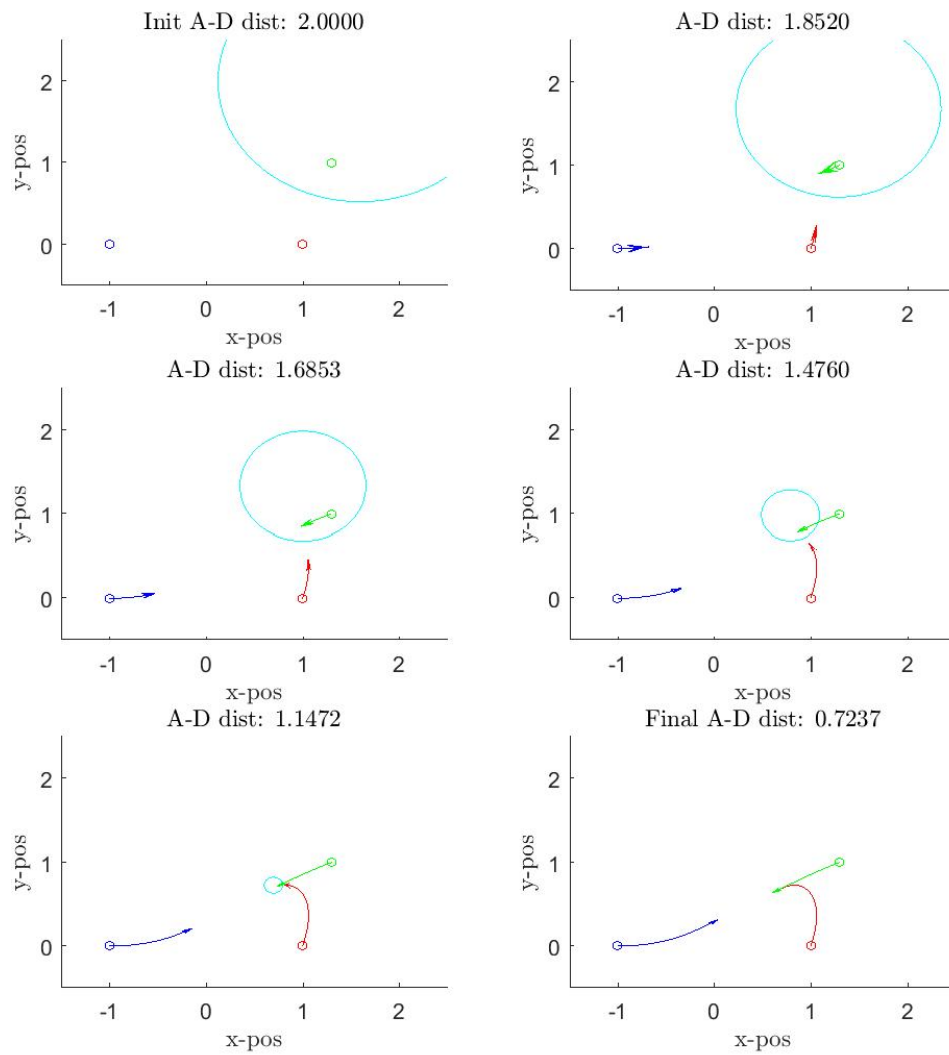 Init A-D dist: 2.0000
y-pos
2
1
0
-1 0 1 2
x-pos
A-D dist: 1.8520
y-pos
2
1
0
-1 0 1 2
x-pos
A-D dist: 1.6853
y-pos
2
1
0
-1 0 1 2
x-pos
A-D dist: 1.4760
y-pos
2
1
0
-1 0 1 2
x-pos
A-D dist: 1.1472
y-pos
2
1
0
-1 0 1 2
x-pos
Final A-D dist: 0.7237
y-pos
2
1
0
-1 0 1 2
x-pos